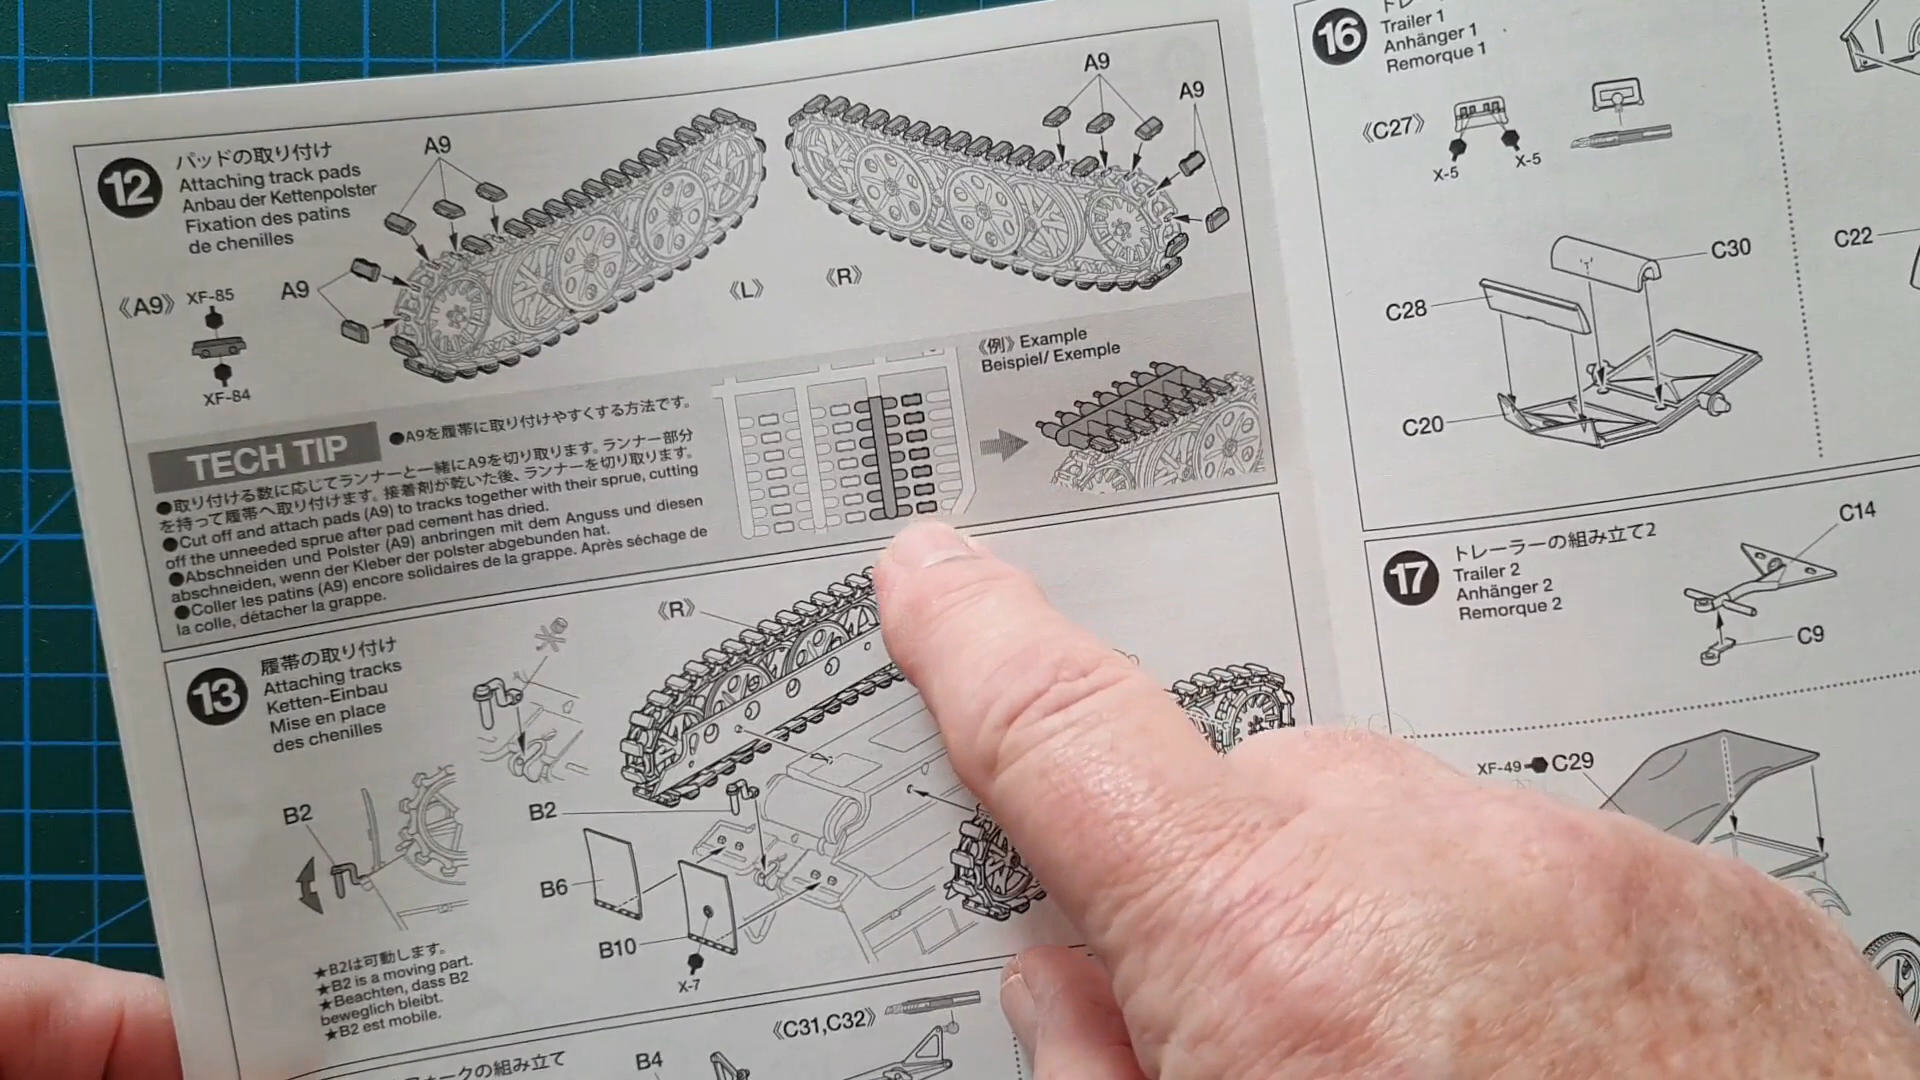 12
パッドの取り付け
Attaching track pads
Anbau der Kettenpolster
Fixation des patins
de chenilles
A9
A9
A9
A9
《A9》
XF-85
XF-84
《L》
《R》
TECH TIP
●A9を履帯に取り付けやすくする方法です。
●取り付ける数に応じてランナーと一緒にA9を切り取ります。ランナー部分
を持って履帯へ取り付けます。接着剤が乾いた後、ランナーを切り取ります。
●Cut off and attach pads (A9) to tracks together with their sprue, cutting
off the unneeded sprue after pad cement has dried.
●Abschneiden und Polster (A9) anbringen mit dem Anguss und diesen
abschneiden, wenn der Kleber der polster abgebunden hat.
●Coller les patins (A9) encore solidaires de la grappe. Après séchage de
la colle, détacher la grappe.
《例》 Example
Beispiel/ Exemple
13
履帯の取り付け
Attaching tracks
Ketten-Einbau
Mise en place
des chenilles
《R》
B2
B2
B6
B10
X-7
★B2は可動します。
★B2 is a moving part.
★Beachten, dass B2
beweglich bleibt.
★B2 est mobile.
ークの組み立て
B4
《C31,C32》
16
Trailer 1
Anhänger 1
Remorque 1
《C27》
X-5
X-5
C30
C28
C20
C22
17
トレーラーの組み立て2
Trailer 2
Anhänger 2
Remorque 2
C14
C9
XF-49
C29